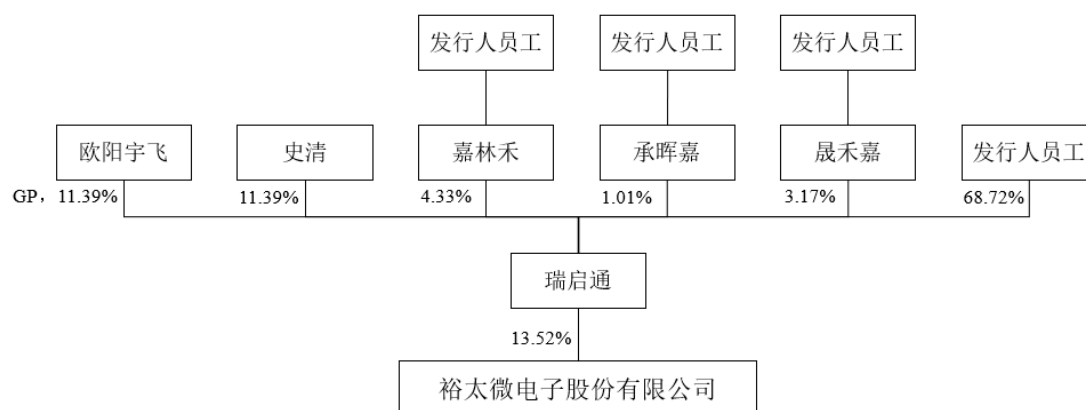 发行人员工
发行人员工
发行人员工
欧阳宇飞
史清
嘉林禾
承晖嘉
晟禾嘉
发行人员工
GP，11.39%
11.39%
4.33%
1.01%
3.17%
68.72%
瑞启通
13.52%
裕太微电子股份有限公司